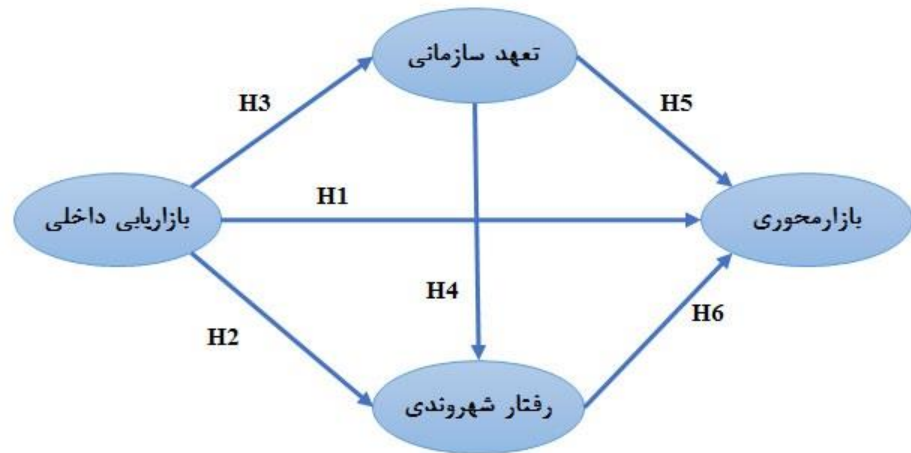 تعهد سازمانی
H3
H5
بازاریابی داخلی
H1
بازارمحوری
H4
H2
H6
رفتار شهروندی